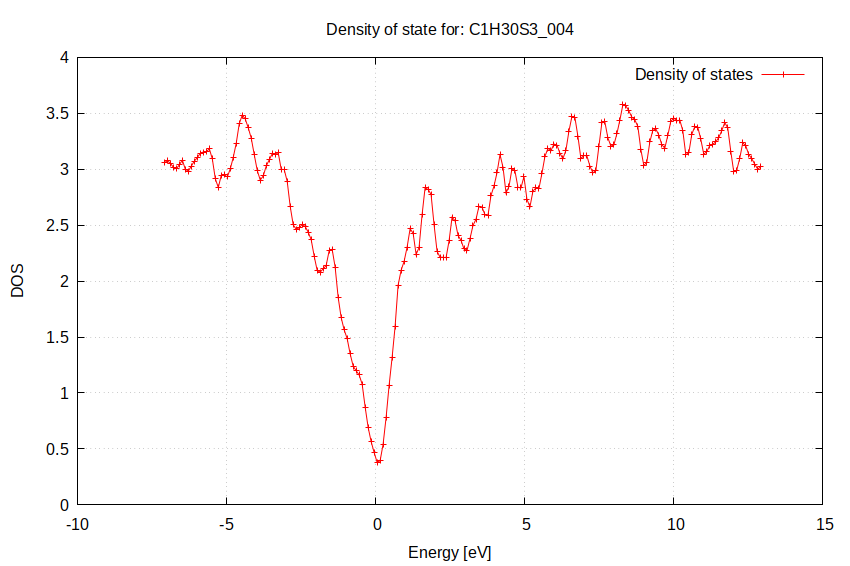 Density of state for: C1H30S3_004
Density of states
4
3.5
3
2.5
2
1.5
1
0.5
0
DOS
-10 -5 0 5 10 15
Energy [eV]